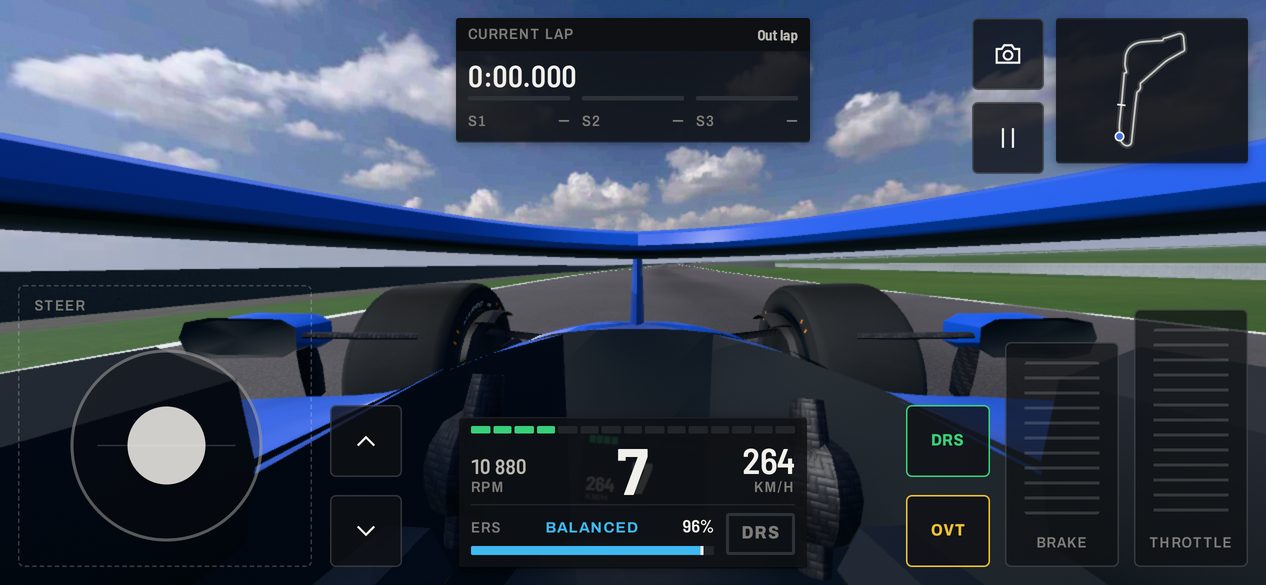 CURRENT LAP Out lap
0:00.000
S1 – S2 – S3 –
STEER
7
10 880 264
RPM KM/H
264
ERS BALANCED 96% DRS
DRS
OVT
BRAKE
THROTTLE